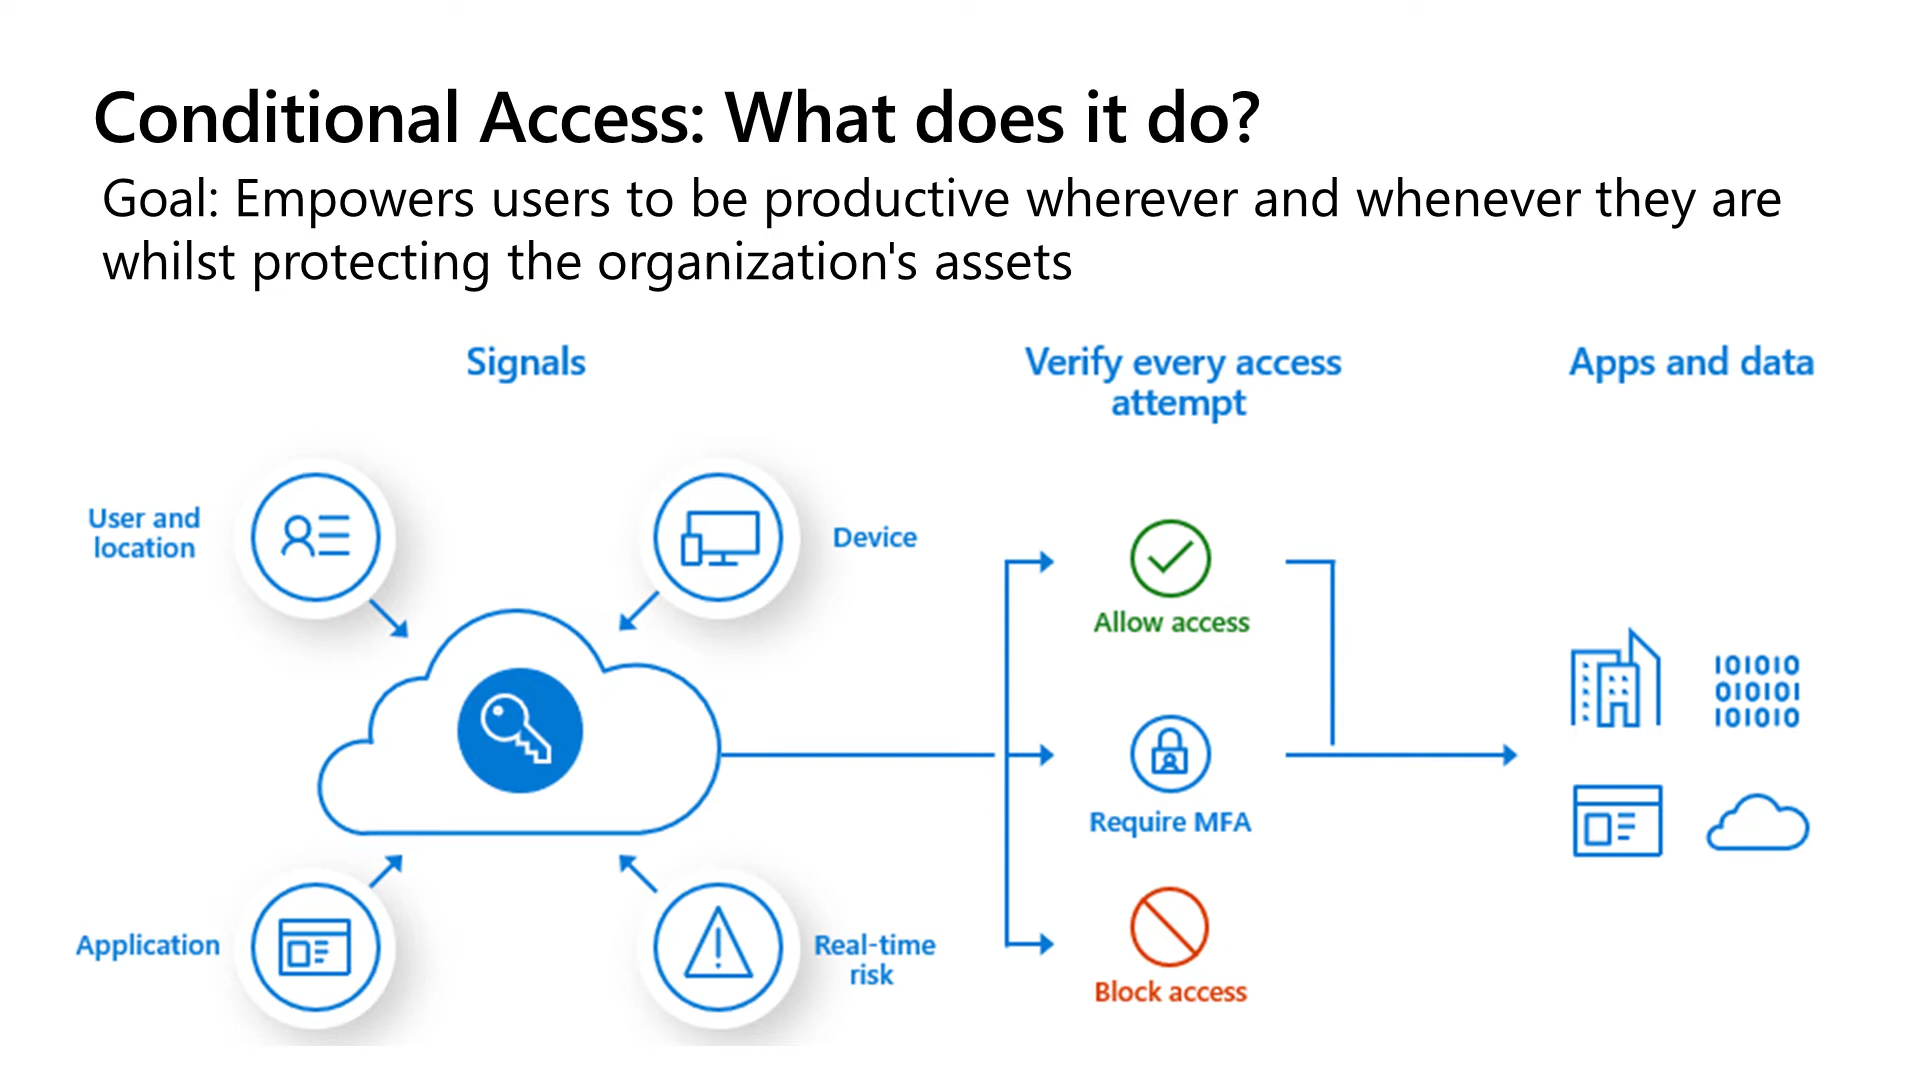 Conditional Access: What does it do?
Goal: Empowers users to be productive wherever and whenever they are
whilst protecting the organization's assets
Signals
User and
location
Device
Application
Real-time
risk
Verify every access
attempt
Allow access
Require MFA
Block access
Apps and data
101010
010101
101010